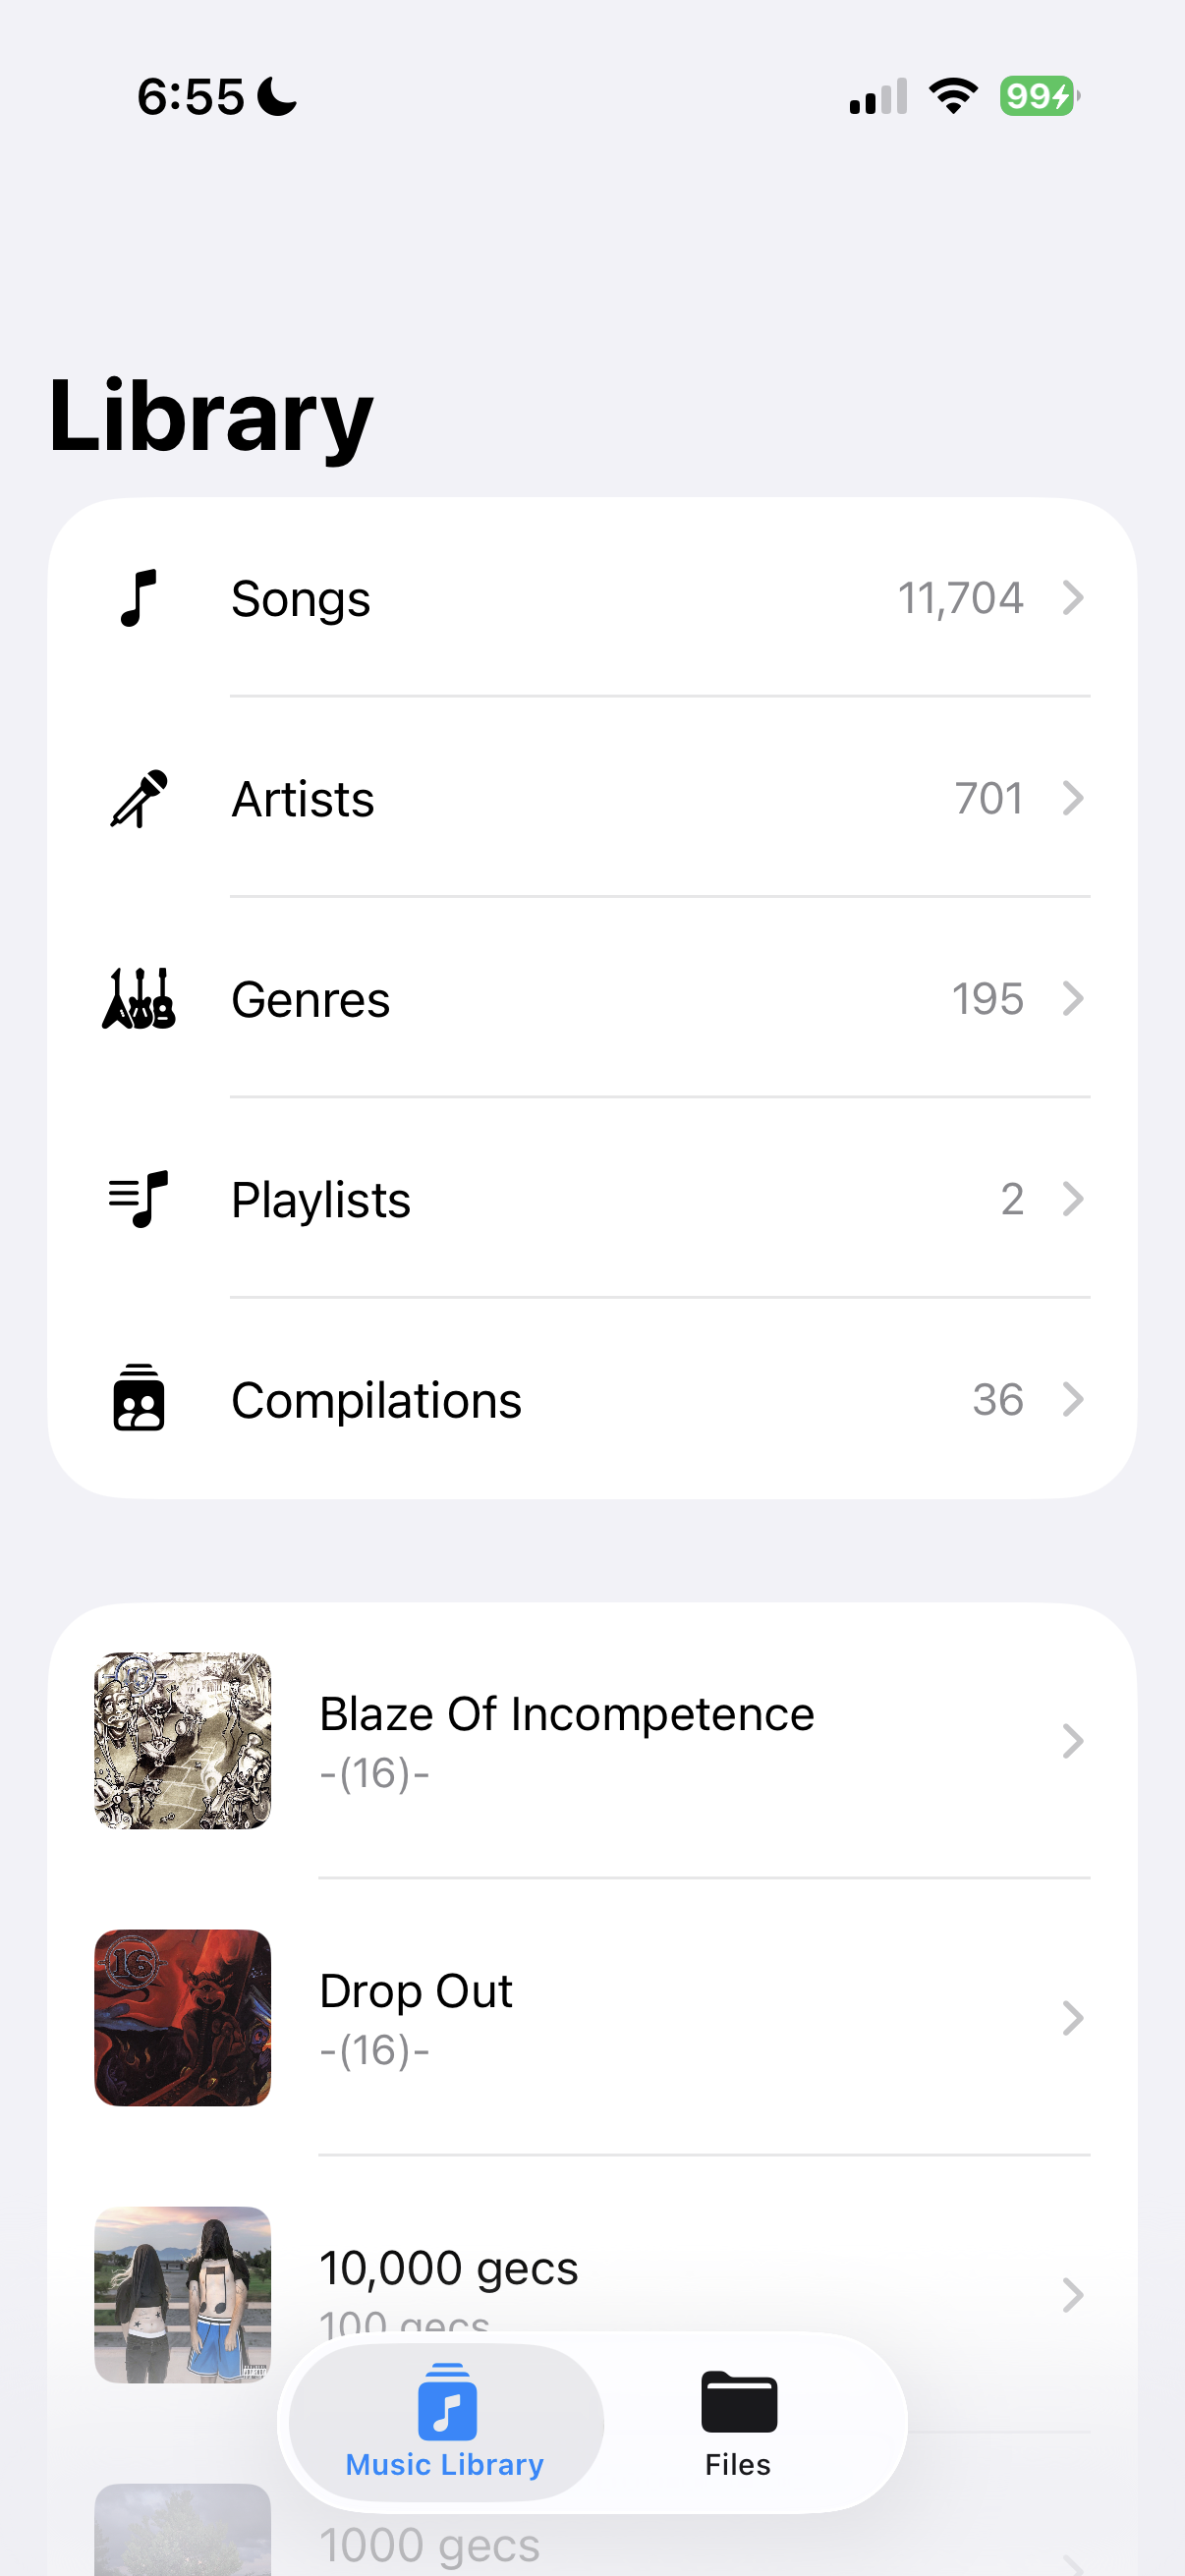 6:55
99
Library
Songs
11,704
Artists
701
Genres
195
Playlists
2
Compilations
36
Blaze Of Incompetence
-(16)-
Drop Out
-(16)-
10,000 gecs
100 gecs
Music Library
Files
1000 gecs